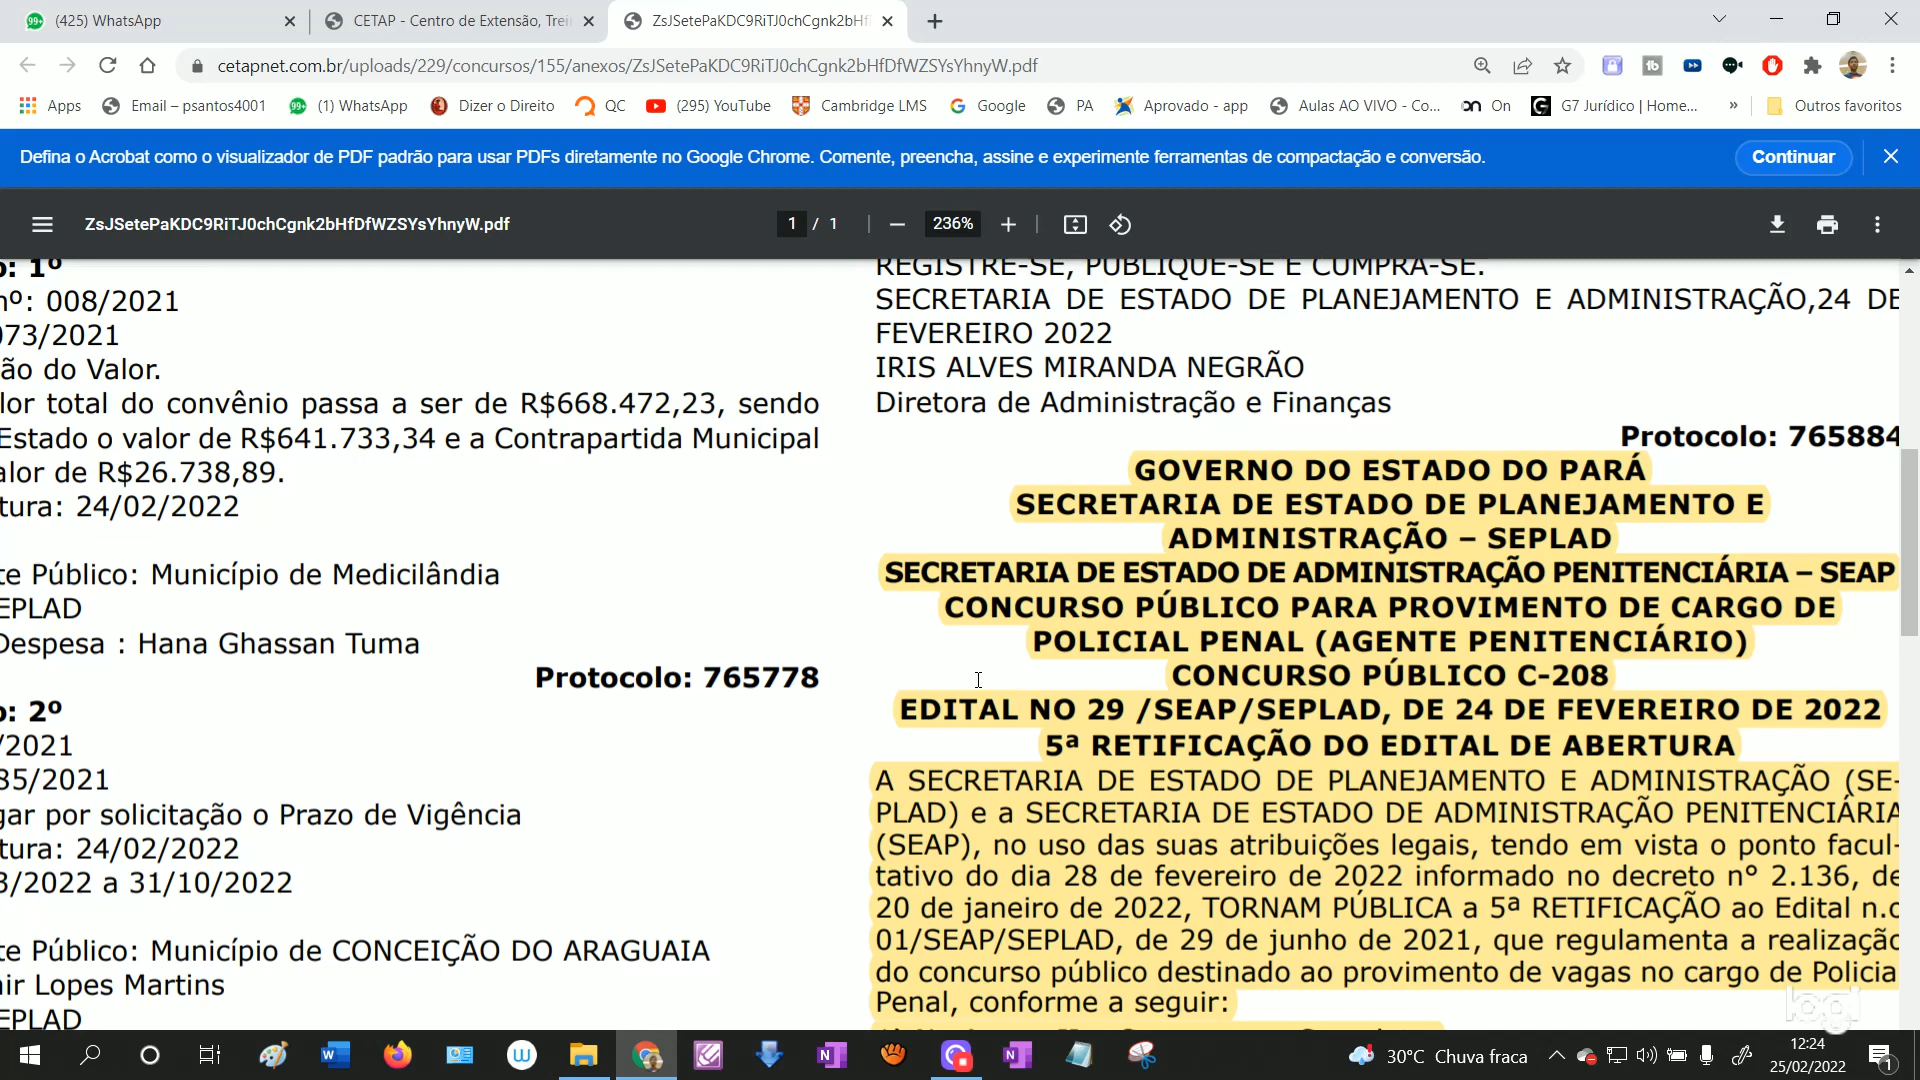 (425) WhatsApp
CETAP - Centro de Extensão, Trei
ZsJSetePaKDC9RiTJ0chCgnk2bHf
cetapnet.com.br/uploads/229/concursos/155/anexos/ZsJSetePaKDC9RiTJ0chCgnk2bHfDfWZSYsYhnyW.pdf
Apps
Email – psantos4001
(1) WhatsApp
Dizer o Direito
QC
(295) YouTube
Cambridge LMS
Google
PA
Aprovado - app
Aulas AO VIVO - Co...
On
G7 Jurídico | Home...
»
Outros favoritos
Defina o Acrobat como o visualizador de PDF padrão para usar PDFs diretamente no Google Chrome. Comente, preencha, assine e experimente ferramentas de compactação e conversão.
Continuar
ZsJSetePaKDC9RiTJ0chCgnk2bHfDfWZSYsYhnyW.pdf
1 / 1
236%
o: 1º
nº: 008/2021
073/2021
ão do Valor.
lor total do convênio passa a ser de R$668.472,23, sendo
Estado o valor de R$641.733,34 e a Contrapartida Municipal
alor de R$26.738,89.
tura: 24/02/2022
te Público: Município de Medicilândia
EPLAD
Despesa : Hana Ghassan Tuma
Protocolo: 765778
o: 2º
/2021
85/2021
gar por solicitação o Prazo de Vigência
tura: 24/02/2022
3/2022 a 31/10/2022
te Público: Município de CONCEIÇÃO DO ARAGUAIA
nir Lopes Martins
EPLAD
REGISTRE-SE, PUBLIQUE-SE E CUMPRA-SE.
SECRETARIA DE ESTADO DE PLANEJAMENTO E ADMINISTRAÇÃO,24 DE
FEVEREIRO 2022
IRIS ALVES MIRANDA NEGRÃO
Diretora de Administração e Finanças
Protocolo: 765884
GOVERNO DO ESTADO DO PARÁ
SECRETARIA DE ESTADO DE PLANEJAMENTO E
ADMINISTRAÇÃO – SEPLAD
SECRETARIA DE ESTADO DE ADMINISTRAÇÃO PENITENCIÁRIA – SEAP
CONCURSO PÚBLICO PARA PROVIMENTO DE CARGO DE
POLICIAL PENAL (AGENTE PENITENCIÁRIO)
CONCURSO PÚBLICO C-208
EDITAL NO 29 /SEAP/SEPLAD, DE 24 DE FEVEREIRO DE 2022
5ª RETIFICAÇÃO DO EDITAL DE ABERTURA
A SECRETARIA DE ESTADO DE PLANEJAMENTO E ADMINISTRAÇÃO (SE-
PLAD) e a SECRETARIA DE ESTADO DE ADMINISTRAÇÃO PENITENCIÁRIA
(SEAP), no uso das suas atribuições legais, tendo em vista o ponto facul-
tativo do dia 28 de fevereiro de 2022 informado no decreto n° 2.136, de
20 de janeiro de 2022, TORNAM PÚBLICA a 5ª RETIFICAÇÃO ao Edital n.o
01/SEAP/SEPLAD, de 29 de junho de 2021, que regulamenta a realização
do concurso público destinado ao provimento de vagas no cargo de Policia
Penal, conforme a seguir:
logi
30°C Chuva fraca
12:24
25/02/2022
1